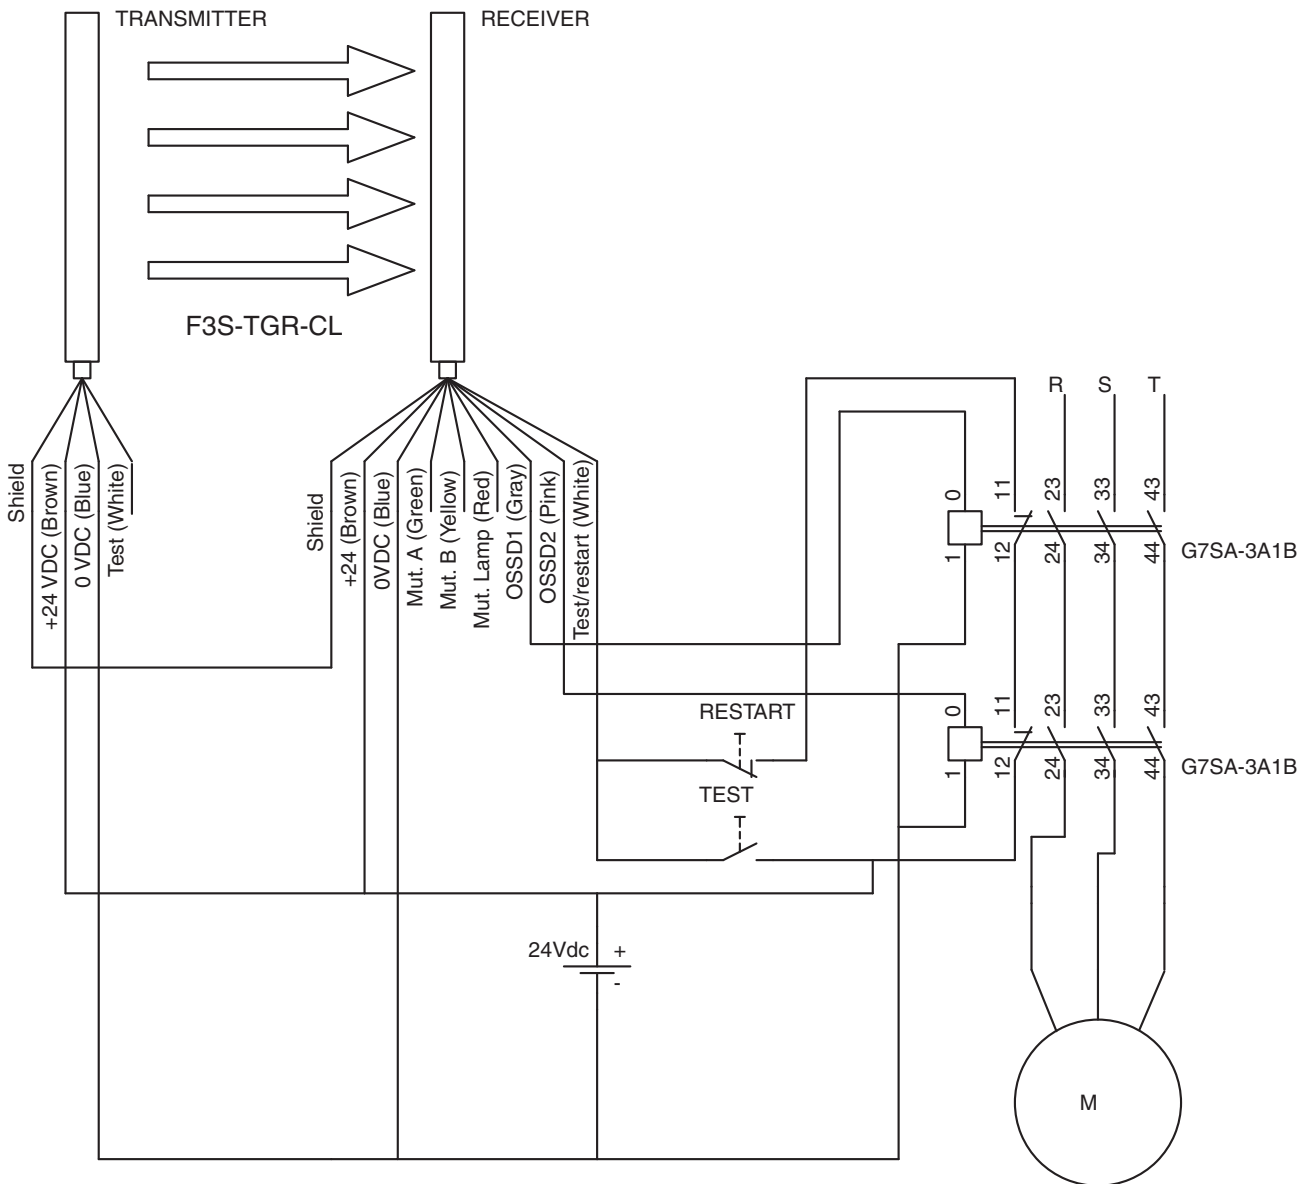 TRANSMITTER
RECEIVER
F3S-TGR-CL
R
S
T
Shield
+24 VDC (Brown)
0 VDC (Blue)
Test (White)
Shield
+24 (Brown)
0VDC (Blue)
Mut. A (Green)
Mut. B (Yellow)
Mut. Lamp (Red)
OSSD1 (Gray)
OSSD2 (Pink)
Test/restart (White)
0
11
23
33
43
1
12
24
34
44
G7SA-3A1B
0
11
23
33
43
1
12
24
34
44
G7SA-3A1B
RESTART
TEST
24Vdc
+
-
M